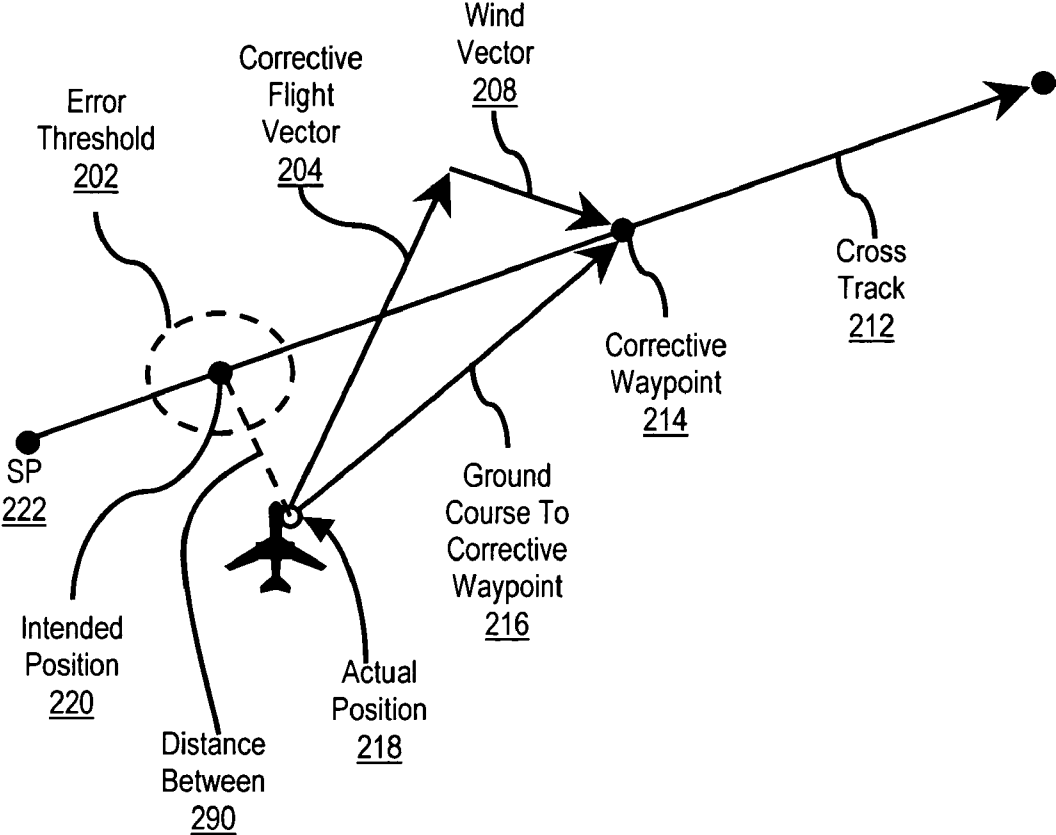 Wind
Vector
208
Corrective
Flight
Vector
204
Error
Threshold
202
Cross
Track
212
Corrective
Waypoint
214
SP
222
Ground
Course To
Corrective
Waypoint
216
Intended
Position
220
Actual
Position
218
Distance
Between
290